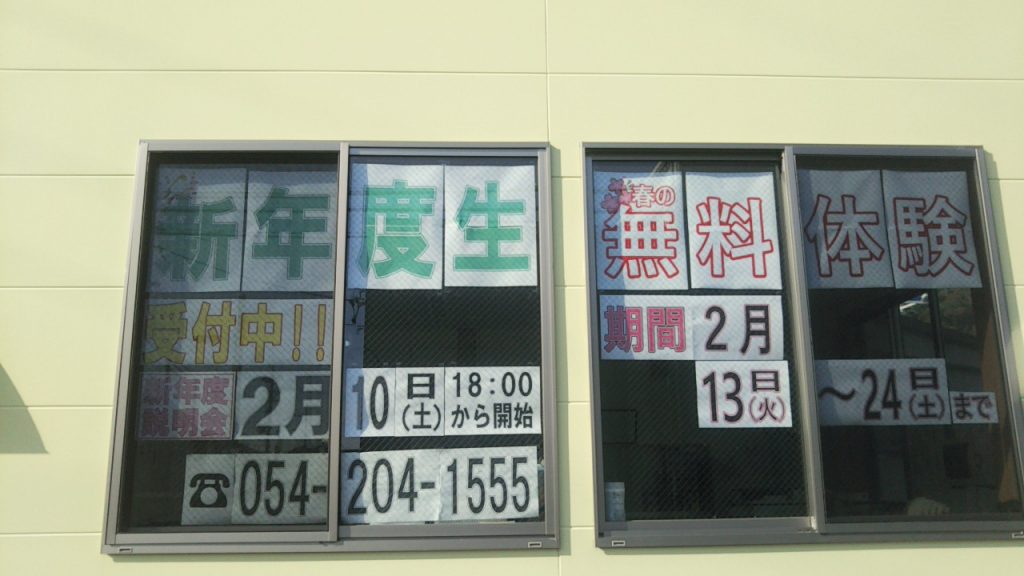 新年度生
受付中!!
新年度
説明会
2月10日(土)18:00から開始
☎054-204-1555
春の
無料体験
期間2月
13日(火)～24日(土)まで